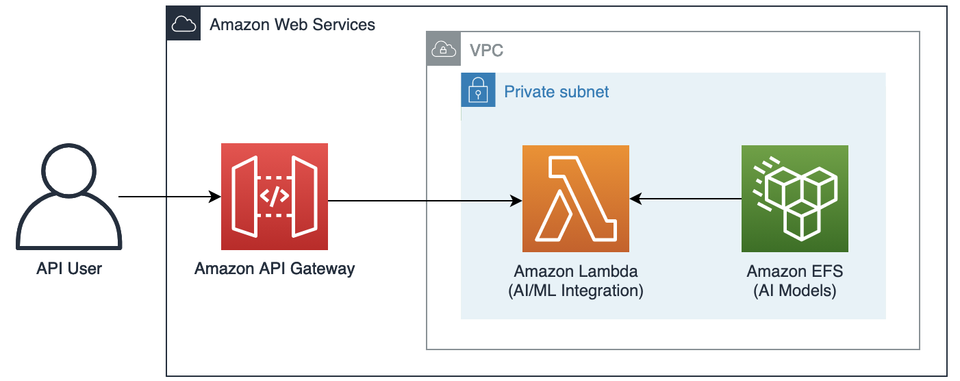 Amazon Web Services
VPC
Private subnet
</>
API User
Amazon API Gateway
Amazon Lambda
(AI/ML Integration)
Amazon EFS
(AI Models)